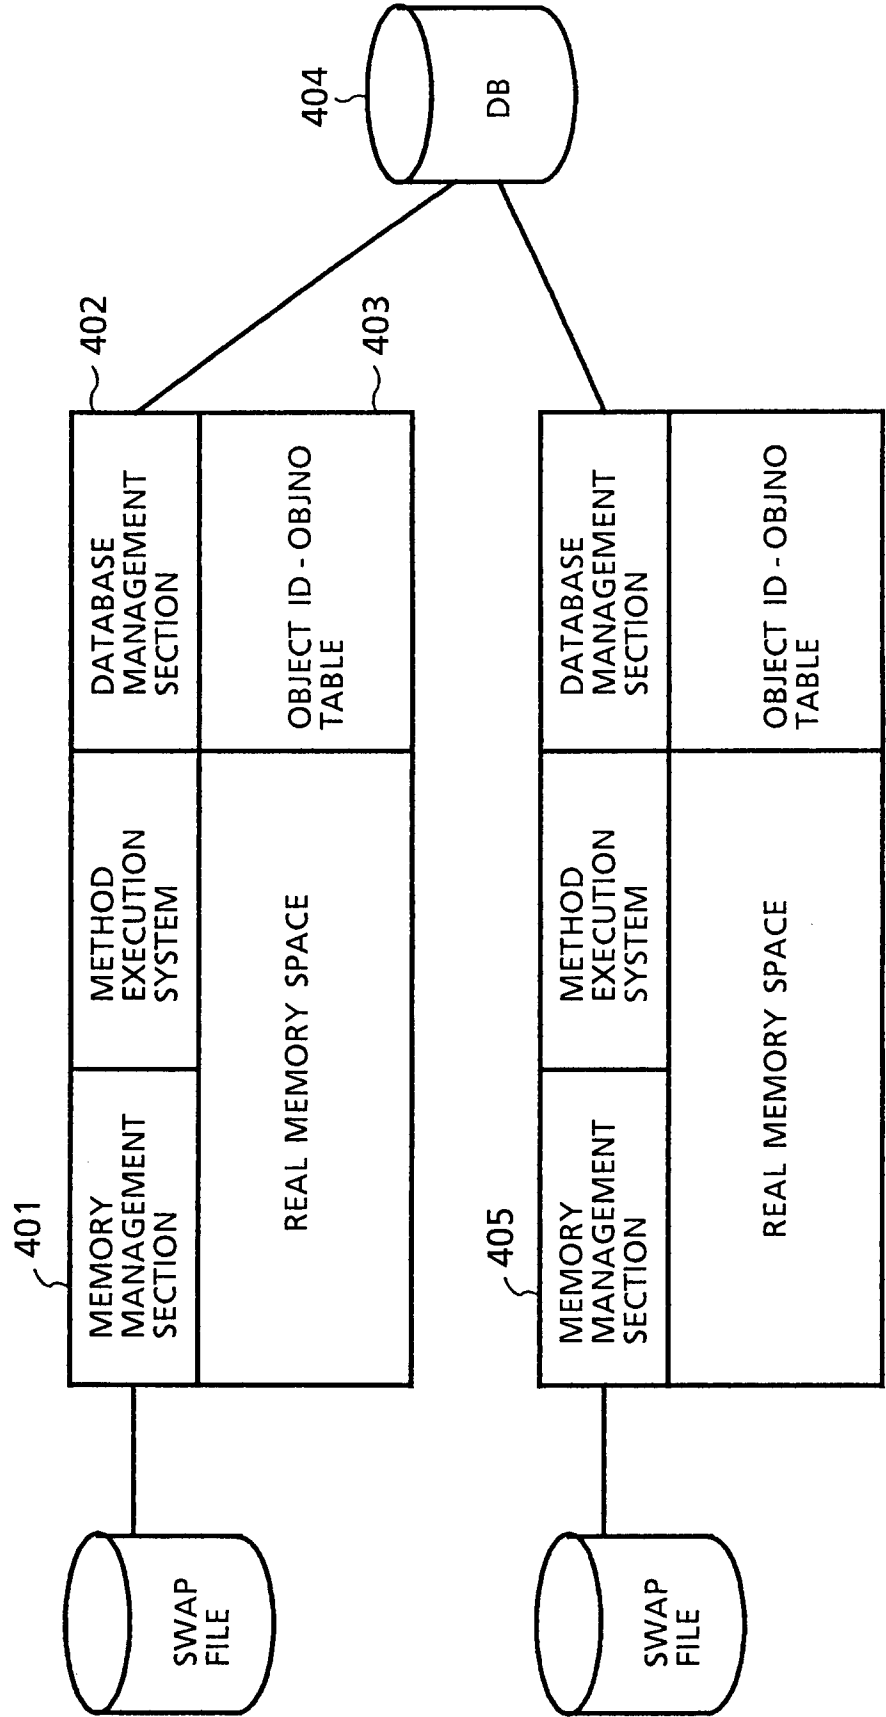 401
402
404
SWAP
FILE
MEMORY
MANAGEMENT
SECTION
METHOD
EXECUTION
SYSTEM
DATABASE
MANAGEMENT
SECTION
REAL MEMORY SPACE
OBJECT ID - OBJNO
TABLE
403
DB
405
SWAP
FILE
MEMORY
MANAGEMENT
SECTION
METHOD
EXECUTION
SYSTEM
DATABASE
MANAGEMENT
SECTION
REAL MEMORY SPACE
OBJECT ID - OBJNO
TABLE